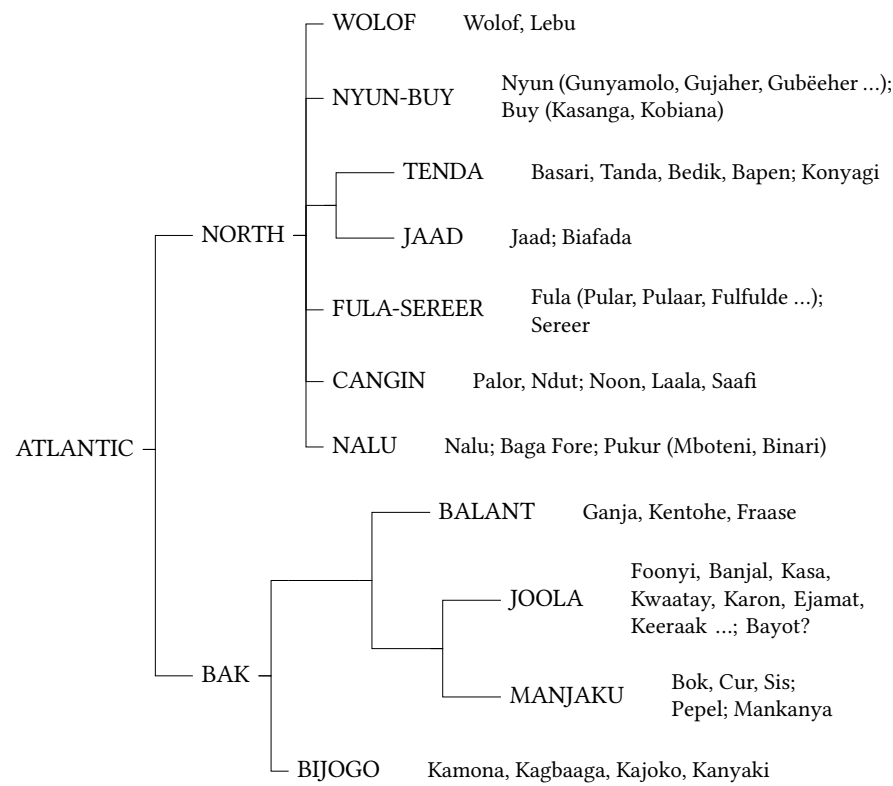 WOLOF Wolof, Lebu
NYUN-BUY Nyun (Gunyamolo, Gujaher, Gubëeher …);
Buy (Kasanga, Kobiana)
TENDA Basari, Tanda, Bedik, Bapen; Konyagi
NORTH
JAAD Jaad; Biafada
FULA-SEREER Fula (Pular, Pulaar, Fulfulde …);
Sereer
CANGIN Palor, Ndut; Noon, Laala, Saafi
ATLANTIC
NALU Nalu; Baga Fore; Pukur (Mboteni, Binari)
BALANT Ganja, Kentohe, Fraase
JOOLA Foonyi, Banjal, Kasa,
Kwaatay, Karon, Ejamat,
Keeraak …; Bayot?
BAK
MANJAKU Bok, Cur, Sis;
Pepel; Mankanya
BIJOGO Kamona, Kagbaaga, Kajoko, Kanyaki